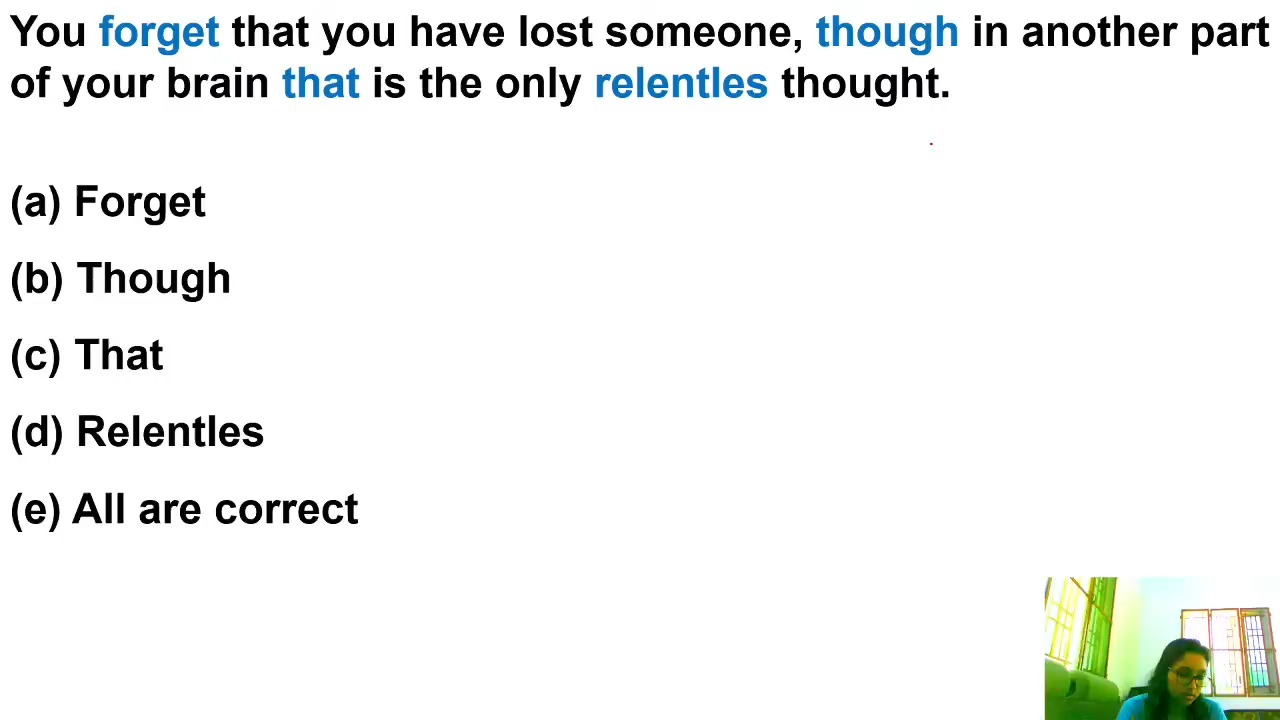 You forget that you have lost someone, though in another part
of your brain that is the only relentles thought.
(a) Forget
(b) Though
(c) That
(d) Relentles
(e) All are correct